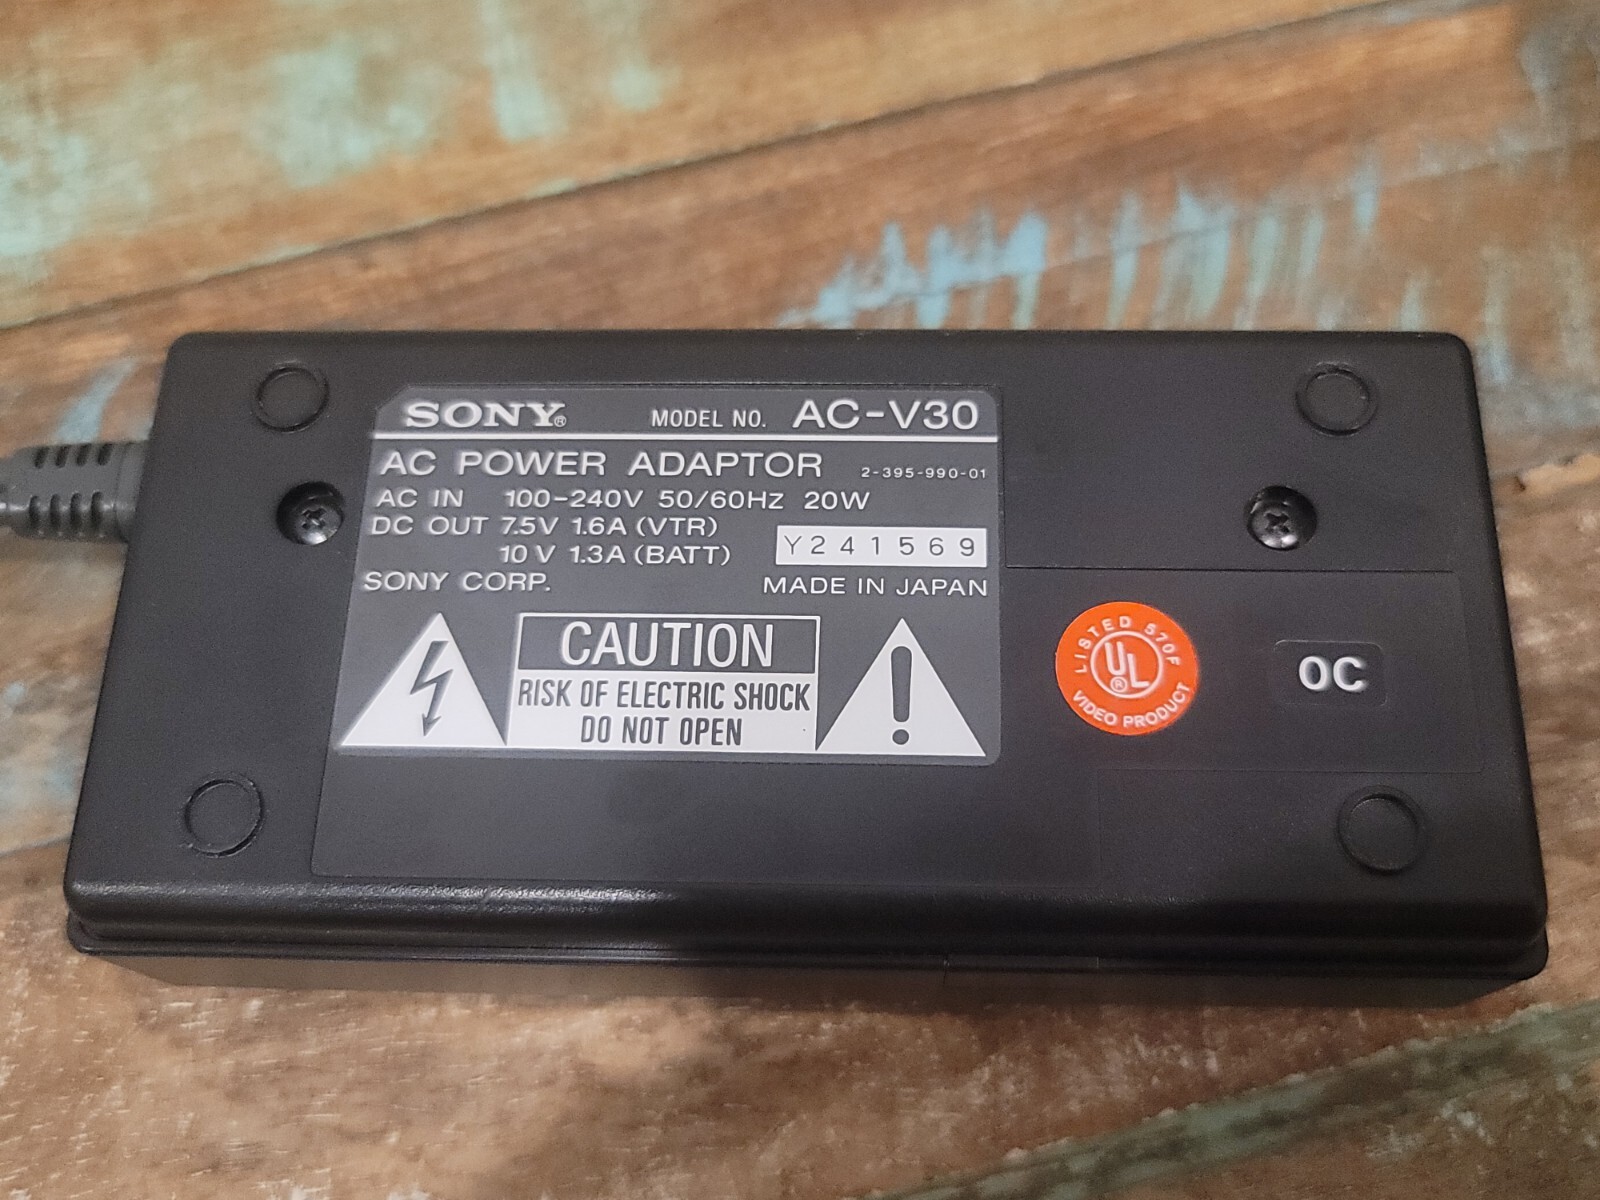 SONY® MODEL NO. AC-V30
AC POWER ADAPTOR 2-395-990-01
AC IN 100-240V 50/60HZ 20W
DC OUT 7.5V 1.6A (VTR)
10V 1.3A (BATT) Y241569
SONY CORP. MADE IN JAPAN
CAUTION
RISK OF ELECTRIC SHOCK
DO NOT OPEN
LISTED 570F
UL®
VIDEO PRODUCT
0C